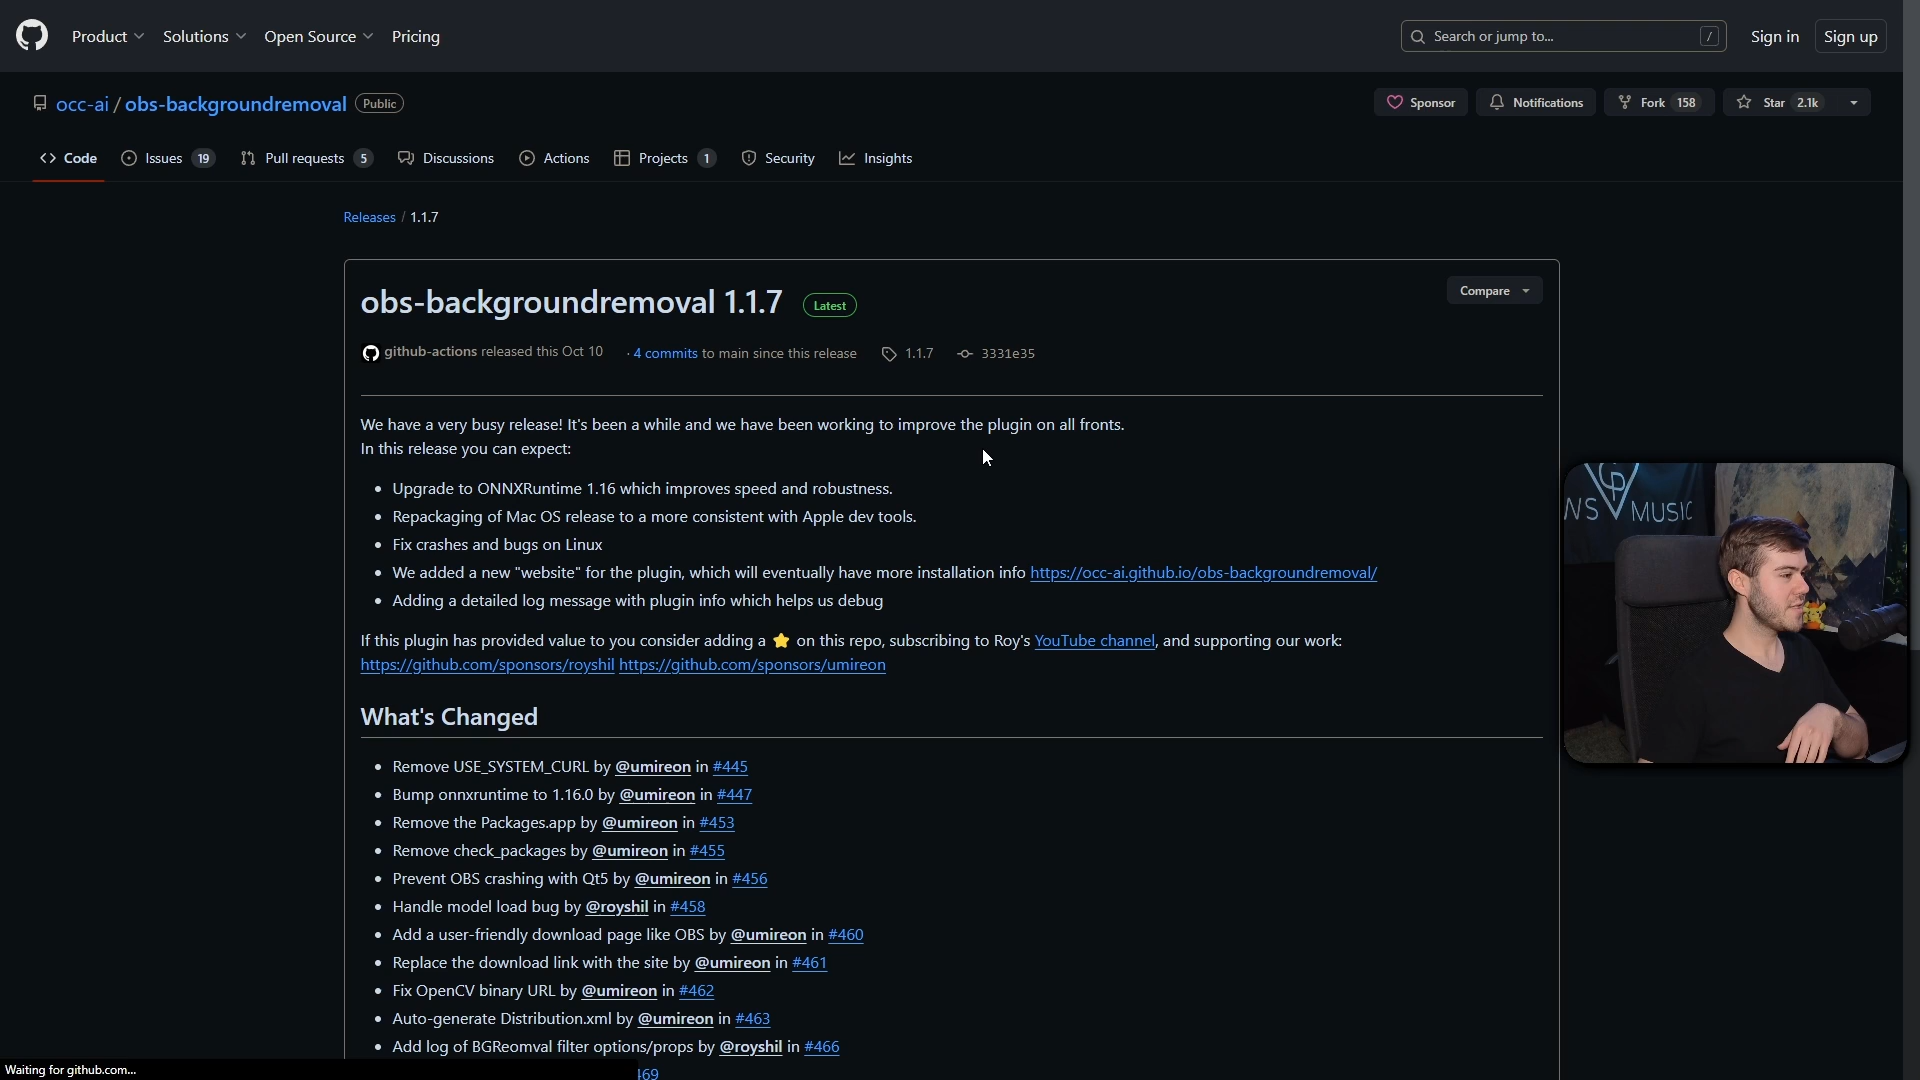 Product Solutions Open Source Pricing Search or jump to... / Sign in Sign up
occ-ai / obs-backgroundremoval Public Sponsor Notifications Fork 158 Star 2.1k
Code Issues 19 Pull requests 5 Discussions Actions Projects 1 Security Insights
Releases / 1.1.7
obs-backgroundremoval 1.1.7 Latest Compare
github-actions released this Oct 10 · 4 commits to main since this release 1.1.7 3331e35
We have a very busy release! It's been a while and we have been working to improve the plugin on all fronts.
In this release you can expect:
• Upgrade to ONNXRuntime 1.16 which improves speed and robustness.
• Repackaging of Mac OS release to a more consistent with Apple dev tools.
• Fix crashes and bugs on Linux
• We added a new "website" for the plugin, which will eventually have more installation info https://occ-ai.github.io/obs-backgroundremoval/
• Adding a detailed log message with plugin info which helps us debug
If this plugin has provided value to you consider adding a ⭐ on this repo, subscribing to Roy's YouTube channel, and supporting our work:
https://github.com/sponsors/royshil https://github.com/sponsors/umireon
What's Changed
• Remove USE_SYSTEM_CURL by @umireon in #445
• Bump onnxruntime to 1.16.0 by @umireon in #447
• Remove the Packages.app by @umireon in #453
• Remove check_packages by @umireon in #455
• Prevent OBS crashing with Qt5 by @umireon in #456
• Handle model load bug by @royshil in #458
• Add a user-friendly download page like OBS by @umireon in #460
• Replace the download link with the site by @umireon in #461
• Fix OpenCV binary URL by @umireon in #462
• Auto-generate Distribution.xml by @umireon in #463
• Add log of BGReomval filter options/props by @royshil in #466
469
Waiting for github.com...
NS MUSIC